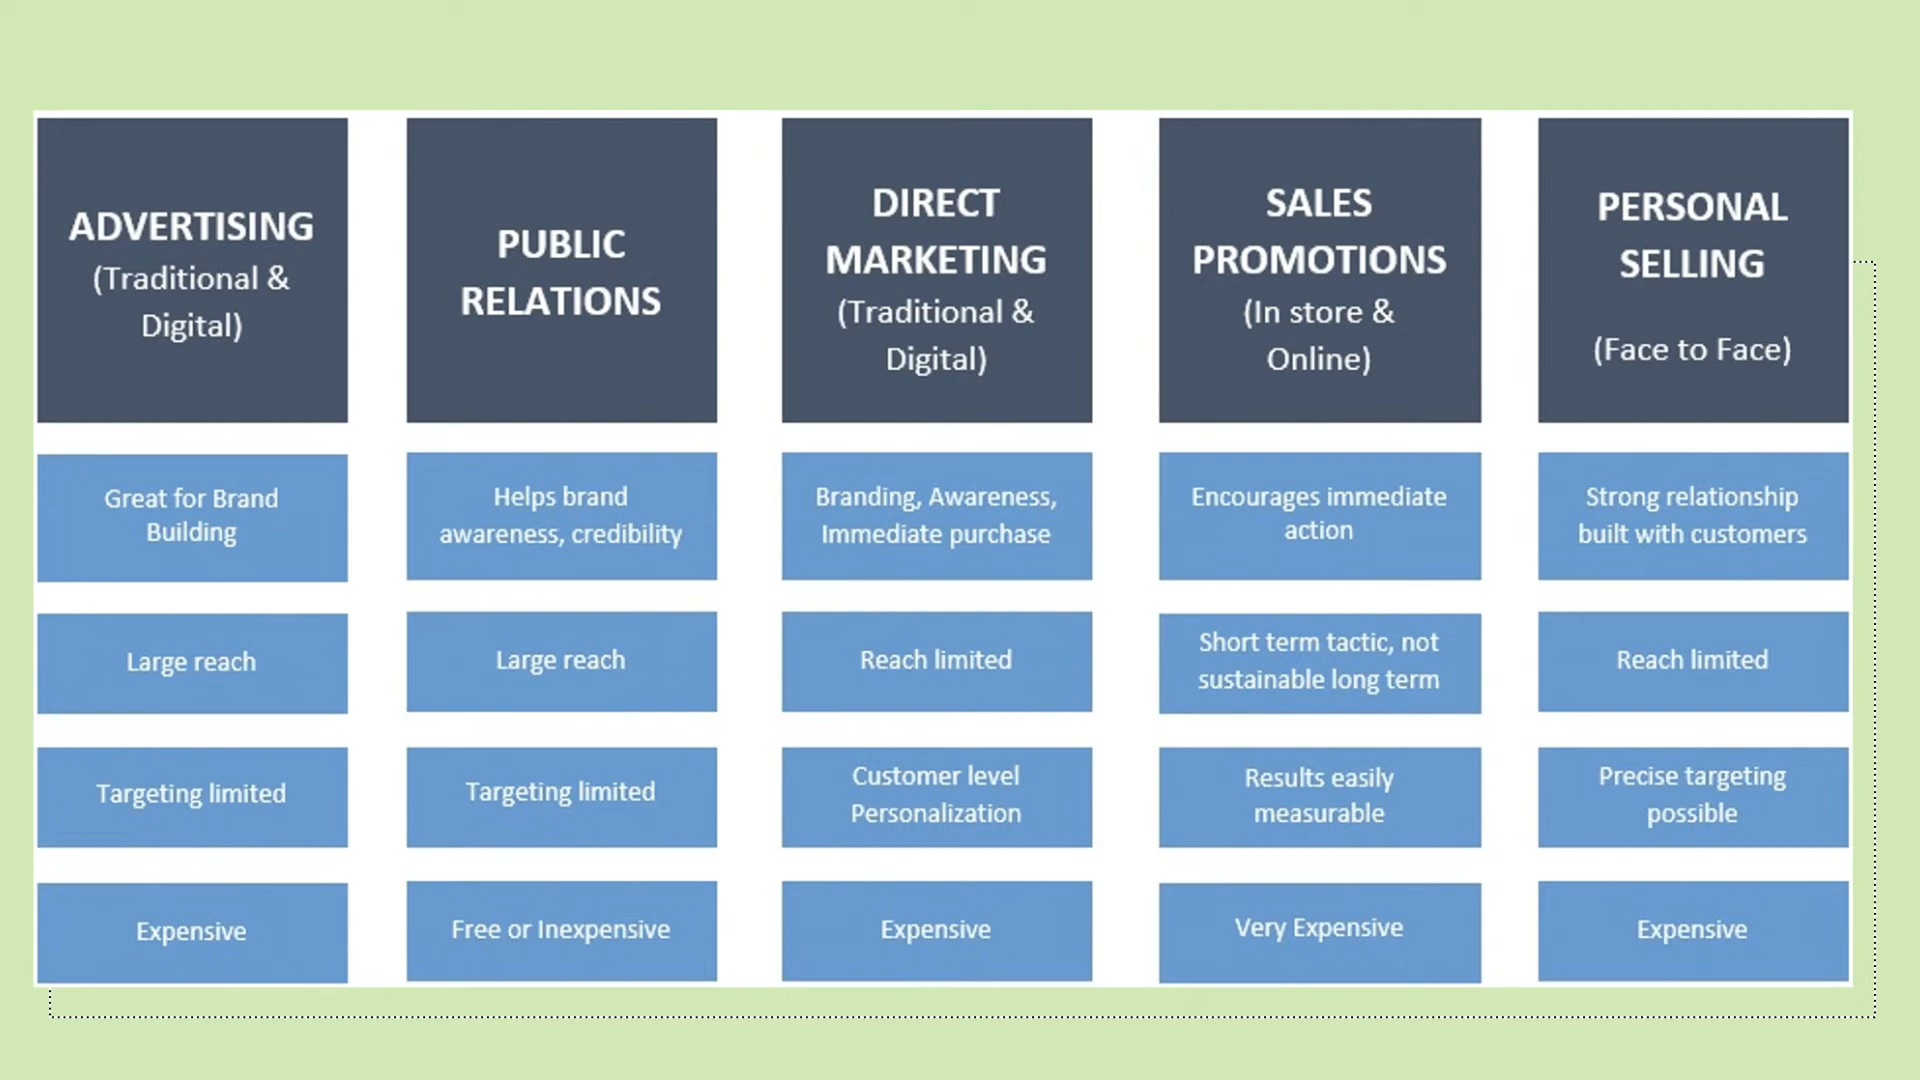 ADVERTISING
(Traditional &
Digital)
Great for Brand
Building
Large reach
Targeting limited
Expensive
PUBLIC
RELATIONS
Helps brand
awareness, credibility
Large reach
Targeting limited
Free or Inexpensive
DIRECT
MARKETING
(Traditional &
Digital)
Branding, Awareness,
Immediate purchase
Reach limited
Customer level
Personalization
Expensive
SALES
PROMOTIONS
(In store &
Online)
Encourages immediate
action
Short term tactic, not
sustainable long term
Results easily
measurable
Very Expensive
PERSONAL
SELLING
(Face to Face)
Strong relationship
built with customers
Reach limited
Precise targeting
possible
Expensive